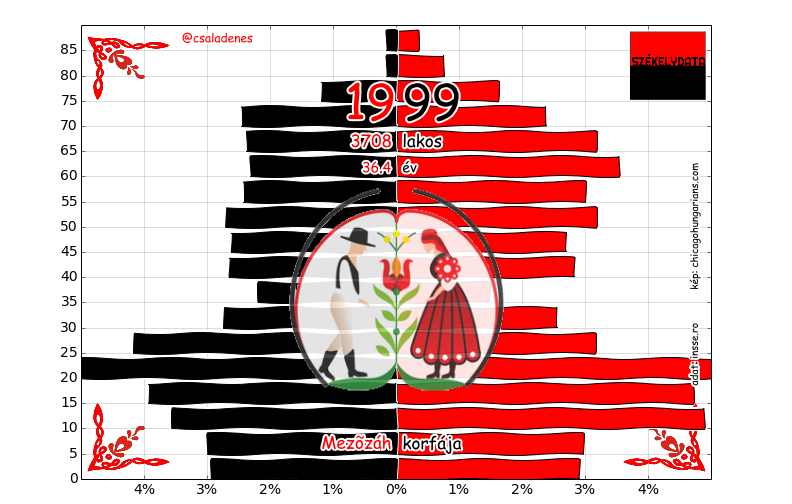 @csaladenes
SZÉKELYDATA
1999
3708 lakos
36.4 év
kép: chicagohungarians.com
adat: insse.ro
Mezõzáh korfája
85
80
75
70
65
60
55
50
45
40
35
30
25
20
15
10
5
0
4% 3% 2% 1% 0% 1% 2% 3% 4%